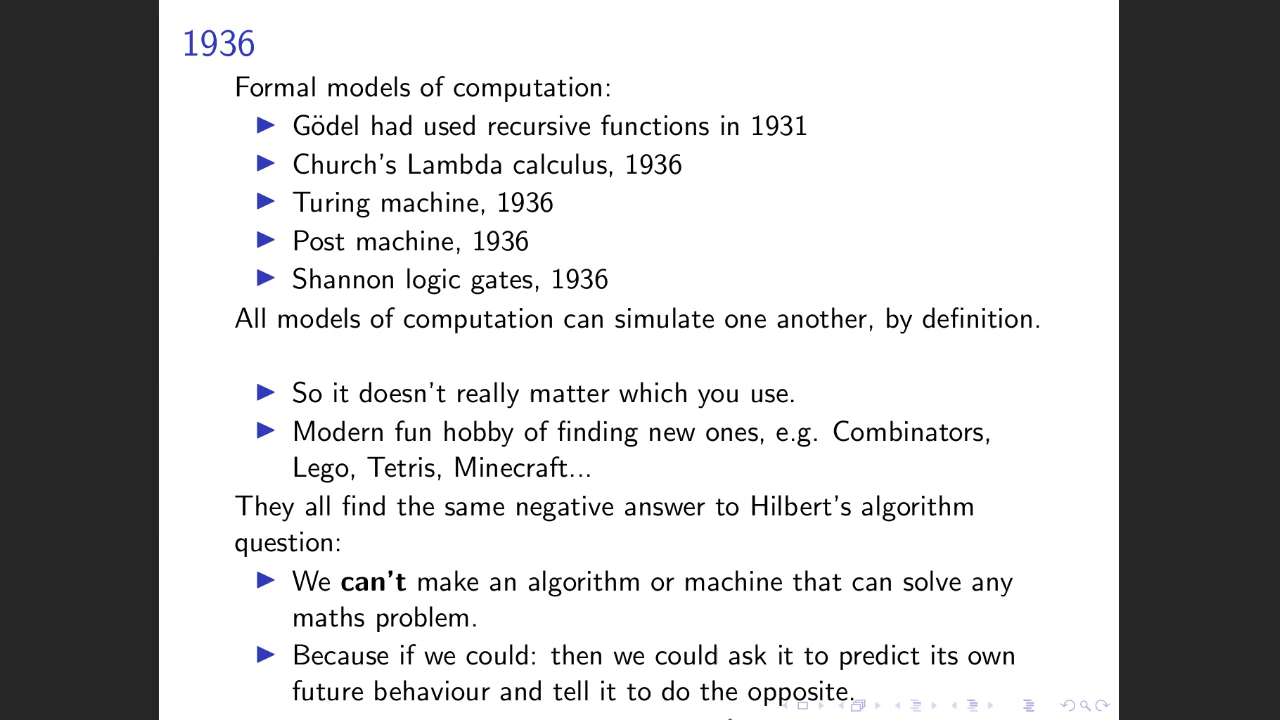 1936
Formal models of computation:
Gödel had used recursive functions in 1931
Church's Lambda calculus, 1936
Turing machine, 1936
Post machine, 1936
Shannon logic gates, 1936
All models of computation can simulate one another, by definition.
So it doesn't really matter which you use.
Modern fun hobby of finding new ones, e.g. Combinators,
Lego, Tetris, Minecraft...
They all find the same negative answer to Hilbert's algorithm
question:
We can't make an algorithm or machine that can solve any
maths problem.
Because if we could: then we could ask it to predict its own
future behaviour and tell it to do the opposite.